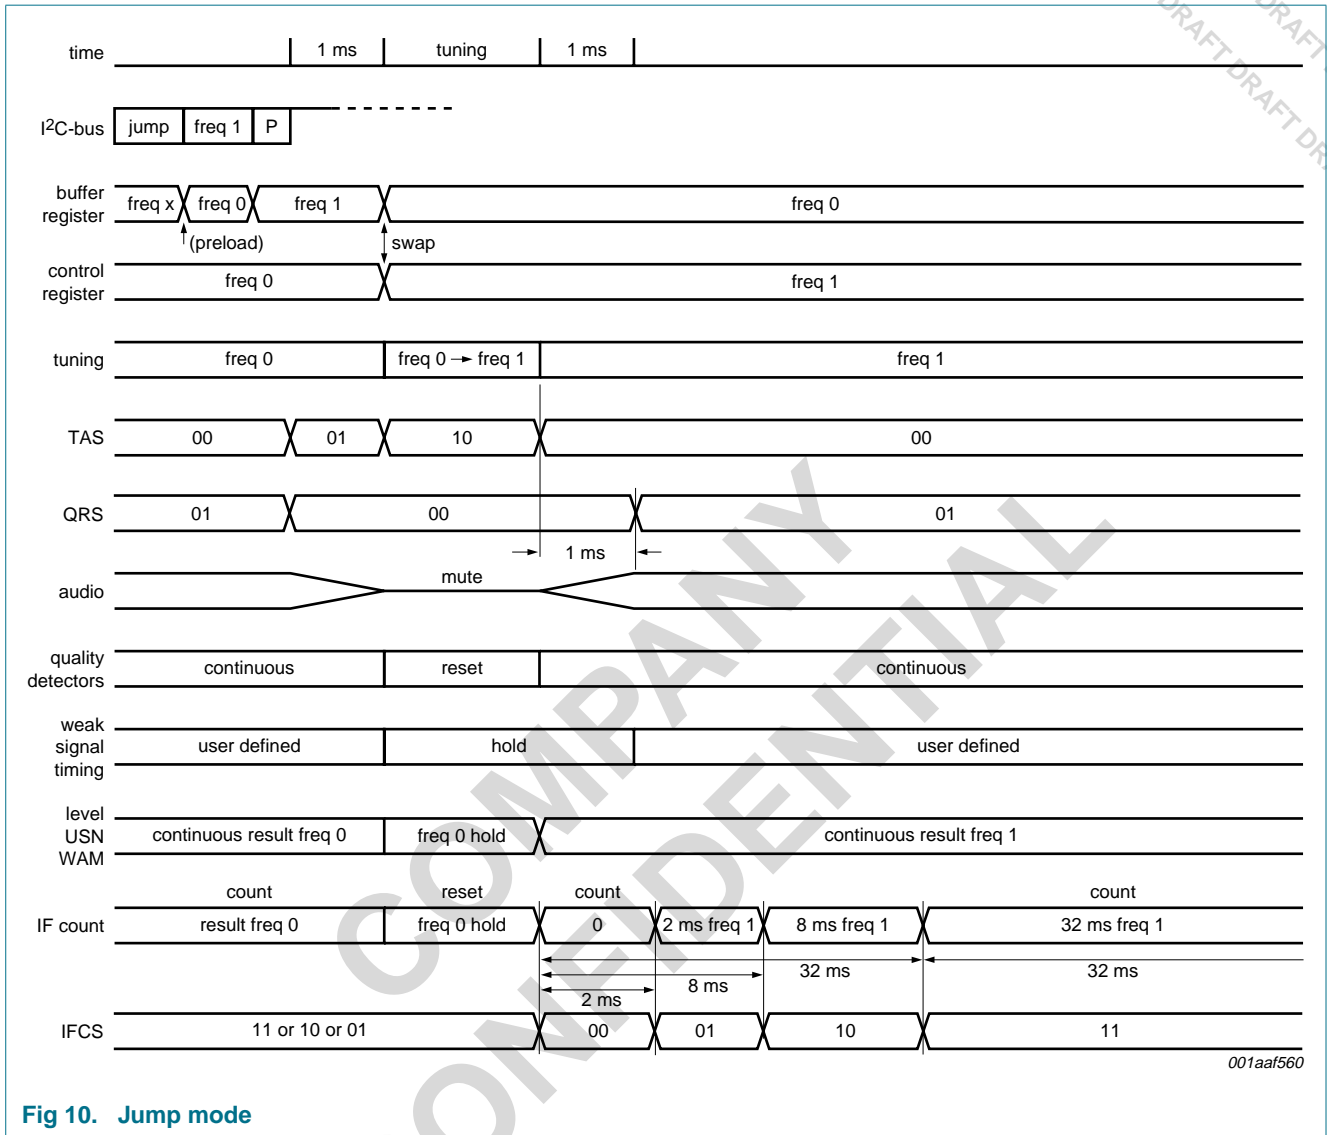 DRAFT DRAFT DRAFT
DRAFT DRAFT
time 1 ms tuning 1 ms
I2C-bus jump freq 1 P
buffer register freq x freq 0 freq 1 freq 0
(preload) swap
control register freq 0 freq 1
tuning freq 0 → freq 1 freq 1
TAS 00 01 10 00
QRS 01 00 01
1 ms
audio mute
quality detectors continuous reset continuous
weak signal timing user defined hold user defined
level USN WAM continuous result freq 0 freq 0 hold continuous result freq 1
count reset count count
IF count result freq 0 freq 0 hold 0 2 ms freq 1 8 ms freq 1 32 ms freq 1
32 ms 32 ms
8 ms
2 ms
IFCS 11 or 10 or 01 00 01 10 11
001aaf560
COMPANY
CONFIDENTIAL
Fig 10. Jump mode